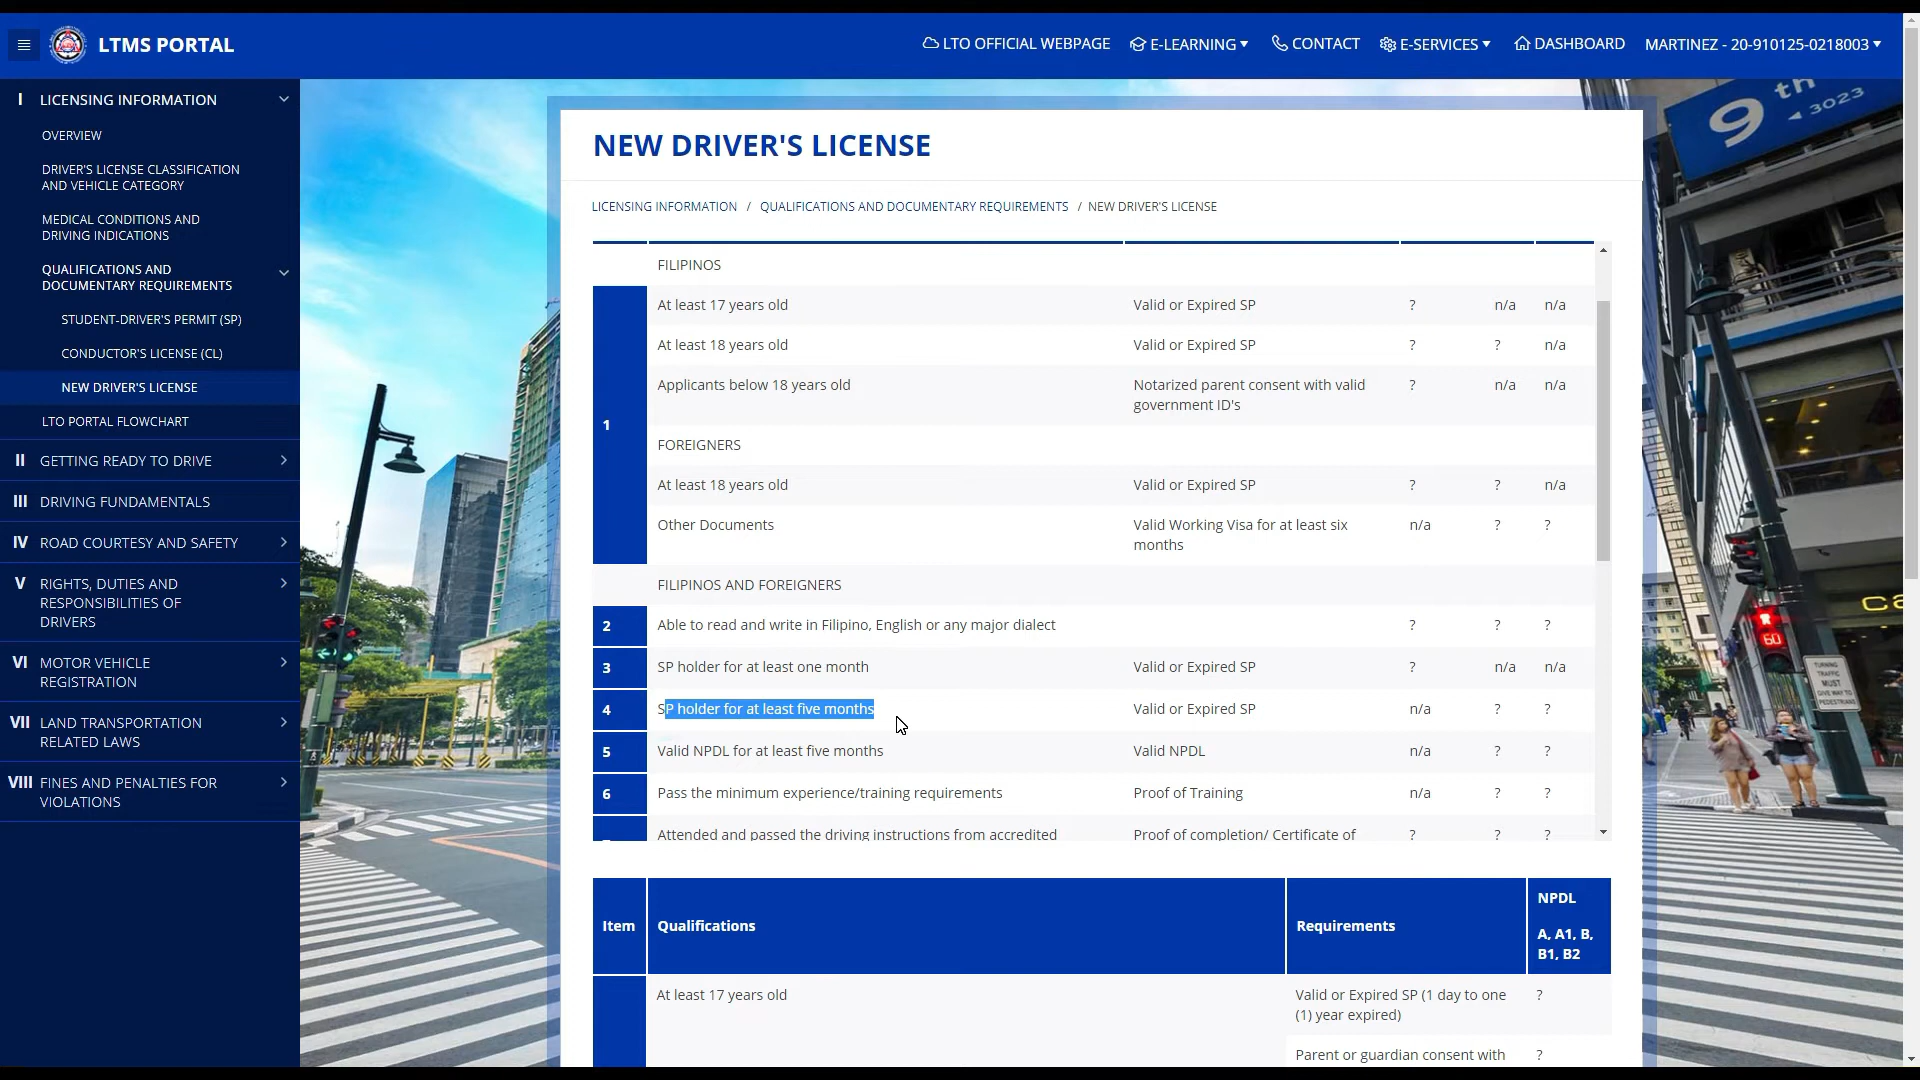 LTMS PORTAL
LTO OFFICIAL WEBPAGE
E-LEARNING
CONTACT
E-SERVICES
DASHBOARD
MARTINEZ - 20-910125-0218003
I LICENSING INFORMATION
OVERVIEW
DRIVER'S LICENSE CLASSIFICATION
AND VEHICLE CATEGORY
MEDICAL CONDITIONS AND
DRIVING INDICATIONS
QUALIFICATIONS AND
DOCUMENTARY REQUIREMENTS
STUDENT-DRIVER'S PERMIT (SP)
CONDUCTOR'S LICENSE (CL)
NEW DRIVER'S LICENSE
LTO PORTAL FLOWCHART
II GETTING READY TO DRIVE
III DRIVING FUNDAMENTALS
IV ROAD COURTESY AND SAFETY
V RIGHTS, DUTIES AND
RESPONSIBILITIES OF
DRIVERS
VI MOTOR VEHICLE
REGISTRATION
VII LAND TRANSPORTATION
RELATED LAWS
VIII FINES AND PENALTIES FOR
VIOLATIONS
NEW DRIVER'S LICENSE
LICENSING INFORMATION / QUALIFICATIONS AND DOCUMENTARY REQUIREMENTS / NEW DRIVER'S LICENSE
FILIPINOS
1
At least 17 years old Valid or Expired SP ? n/a n/a
At least 18 years old Valid or Expired SP ? ? n/a
Applicants below 18 years old Notarized parent consent with valid ? n/a n/a
government ID's
FOREIGNERS
At least 18 years old Valid or Expired SP ? ? n/a
Other Documents Valid Working Visa for at least six n/a ? ?
months
FILIPINOS AND FOREIGNERS
2 Able to read and write in Filipino, English or any major dialect ? ? ?
3 SP holder for at least one month Valid or Expired SP ? n/a n/a
4 SP holder for at least five months Valid or Expired SP n/a ? ?
5 Valid NPDL for at least five months Valid NPDL n/a ? ?
6 Pass the minimum experience/training requirements Proof of Training n/a ? ?
Attended and passed the driving instructions from accredited Proof of completion/ Certificate of ? ? ?
Item Qualifications Requirements NPDL
A, A1, B,
B1, B2
At least 17 years old Valid or Expired SP (1 day to one ?
(1) year expired)
Parent or guardian consent with ?
9th
3023
60
TURNING
TRAFFIC
MUST
GIVE WAY TO
PEDESTRIANS